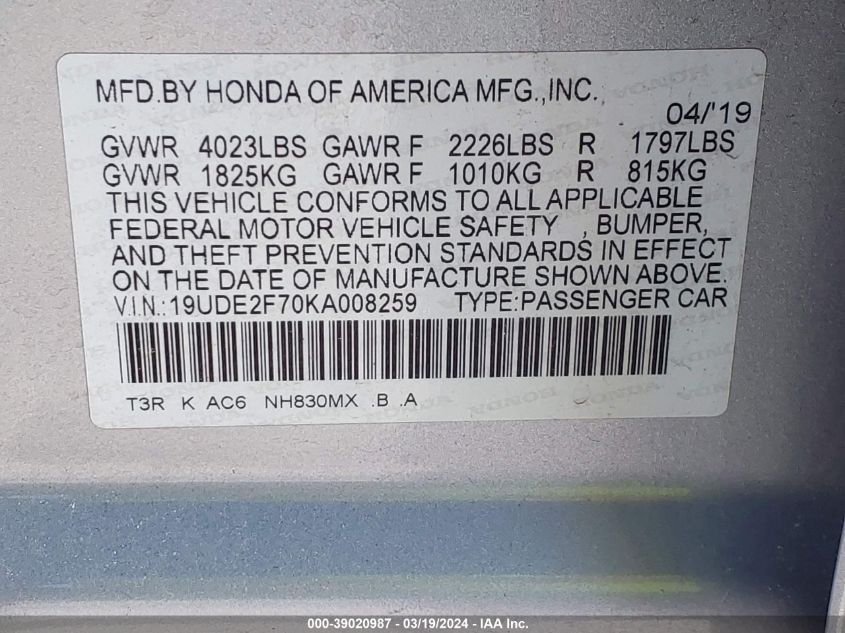 MFD.BY HONDA OF AMERICA MFG.,INC.,
04/'19
GVWR 4023LBS GAWR F 2226LBS R 1797LBS
GVWR 1825KG GAWR F 1010KG R 815KG
THIS VEHICLE CONFORMS TO ALL APPLICABLE
FEDERAL MOTOR VEHICLE SAFETY , BUMPER,
AND THEFT PREVENTION STANDARDS IN EFFECT
ON THE DATE OF MANUFACTURE SHOWN ABOVE.
V.I.N.:19UDE2F70KA008259 TYPE:PASSENGER CAR
T3R K AC6 NH830MX .B .A
000-39020987 - 03/19/2024 - IAA Inc.